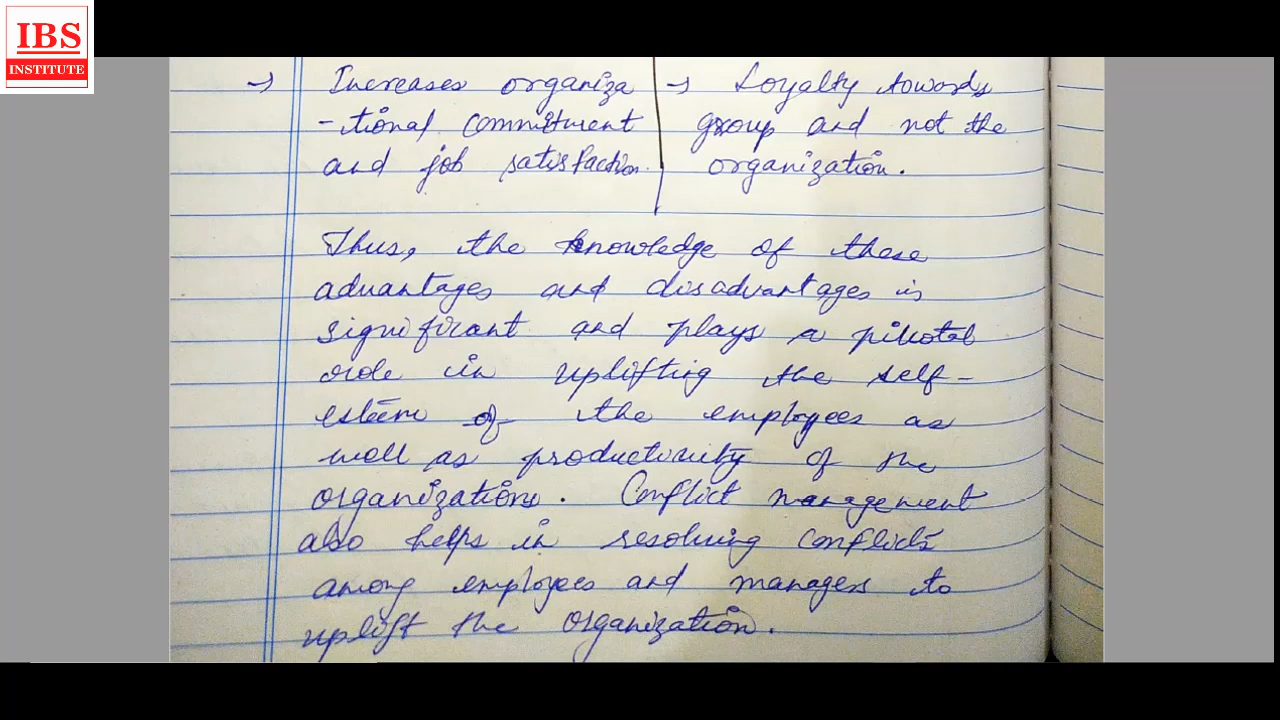 IBS
INSTITUTE
→ Increases organiza
-tional commitment
and job satisfaction.
→ Loyalty towards
group and not the
organization.
Thus, the knowledge of these
advantages and disadvantages is
significant and plays a pivotal
role in uplifting the self-
esteem of the employees as
well as productivity of the
organizations. Conflict management
also helps in resolving conflicts
among employees and managers to
uplift the organization.